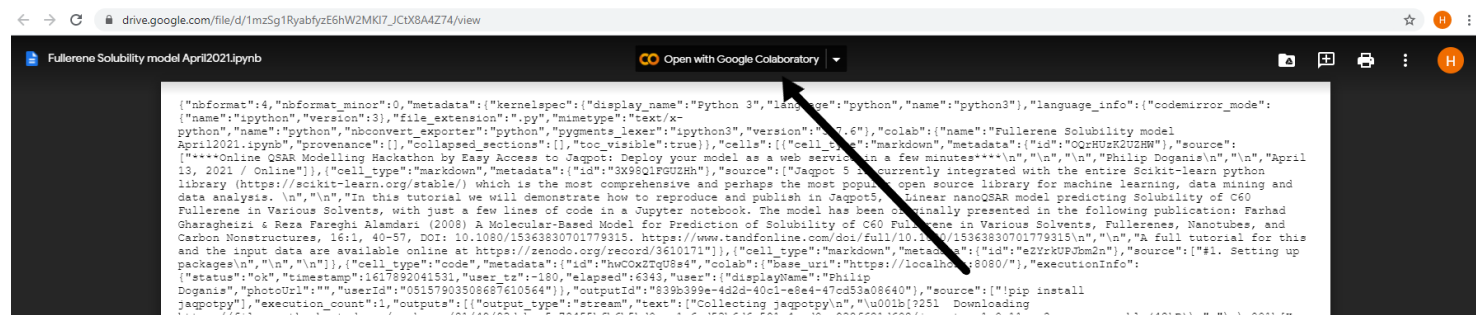 drive.google.com/file/d/1mzSg1RyabfyzE6hW2MKI7_JCtX8A4Z74/view
H
Fullerene Solubility model April2021.ipynb
Open with Google Colaboratory
H
{"nbformat":4,"nbformat_minor":0,"metadata":{"kernelspec":{"display_name":"Python 3","language":"python","name":"python3"},"language_info":{"codemirror_mode":
{"name":"ipython","version":3},"file_extension":".py","mimetype":"text/x-
python","name":"python","nbconvert_exporter":"python","pygments_lexer":"ipython3","version":"3.7.6"},"colab":{"name":"Fullerene Solubility model
April2021.ipynb","provenance":[],"collapsed_sections":[],"toc_visible":true}},"cells":[{"cell_type":"markdown","metadata":{"id":"OQrHUzK2UZHW"},"source":
["****Online QSAR Modelling Hackathon by Easy Access to Jaqpot: Deploy your model as a web service in a few minutes****\n","\n","\n","Philip Doganis\n","\n","April
13, 2021 / Online"]},{"cell_type":"markdown","metadata":{"id":"3X98Q1FGUZHh"},"source":["Jaqpot 5 is currently integrated with the entire Scikit-learn python
library (https://scikit-learn.org/stable/) which is the most comprehensive and perhaps the most popular open source library for machine learning, data mining and
data analysis. \n","\n","In this tutorial we will demonstrate how to reproduce and publish in Jaqpot5, Linear nanoQSAR model predicting Solubility of C60
Fullerene in Various Solvents, with just a few lines of code in a Jupyter notebook. The model has been originally presented in the following publication: Farhad
Gharagheizi & Reza Fareghi Alamdari (2008) A Molecular-Based Model for Prediction of Solubility of C60 Fullerene in Various Solvents, Fullerenes, Nanotubes, and
Carbon Nonstructures, 16:1, 40-57, DOI: 10.1080/15363830701779315. https://www.tandfonline.com/doi/full/10.1080/15363830701779315\n","\n","A full tutorial for this
and the input data are available online at https://zenodo.org/record/3610171"]},{"cell_type":"markdown","metadata":{"id":"eZYrkUPJbm2n"},"source":["#1. Setting up
packages\n","\n","\n"]},{"cell_type":"code","metadata":{"id":"hwCOxZTqU8s4","colab":{"base_uri":"https://localhost:8080/"},"executionInfo":
{"status":"ok","timestamp":1617892041531,"user_tz":-180,"elapsed":6343,"user":{"displayName":"Philip
Doganis","photoUrl":"","userId":"05157903508687610564"}},"outputId":"839b399e-4d2d-40c1-e8e4-47cd53a08640"},"source":["!pip install
jaqpotpy"],"execution_count":1,"outputs":[{"output_type":"stream","text":["Collecting jaqpotpy\n","\u001b[?25l Downloading